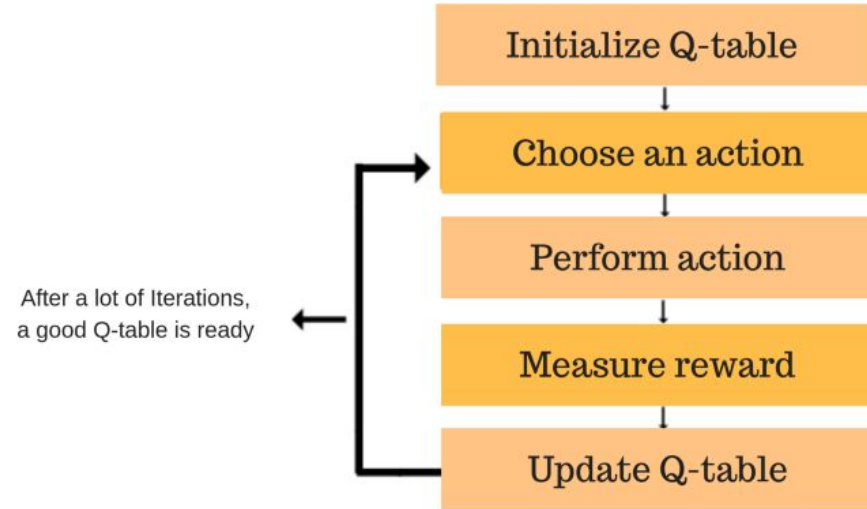 Initialize Q-table
Choose an action
Perform action
After a lot of Iterations,
a good Q-table is ready
Measure reward
Update Q-table